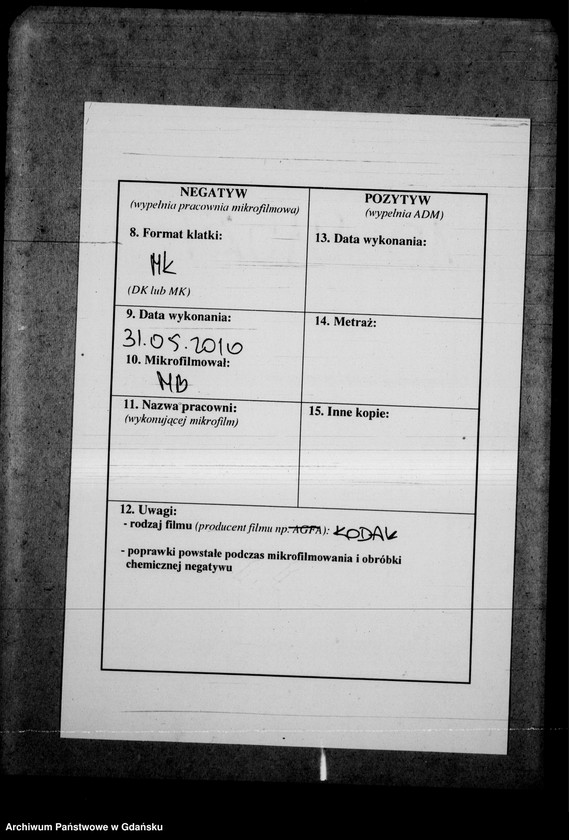 NEGATYW
(wypełnia pracownia mikrofilmowa)
8. Format klatki:
MK
(DK lub MK)
9. Data wykonania:
31.05.2010
10. Mikrofilmował:
MB
11. Nazwa pracowni:
(wykonującej mikrofilm)
POZYTYW
(wypełnia ADM)
13. Data wykonania:
14. Metraż:
15. Inne kopie:
12. Uwagi:
- rodzaj filmu (producent filmu np. AGFA): KODAK
- poprawki powstałe podczas mikrofilmowania i obróbki
chemicznej negatywu
Archiwum Państwowe w Gdańsku